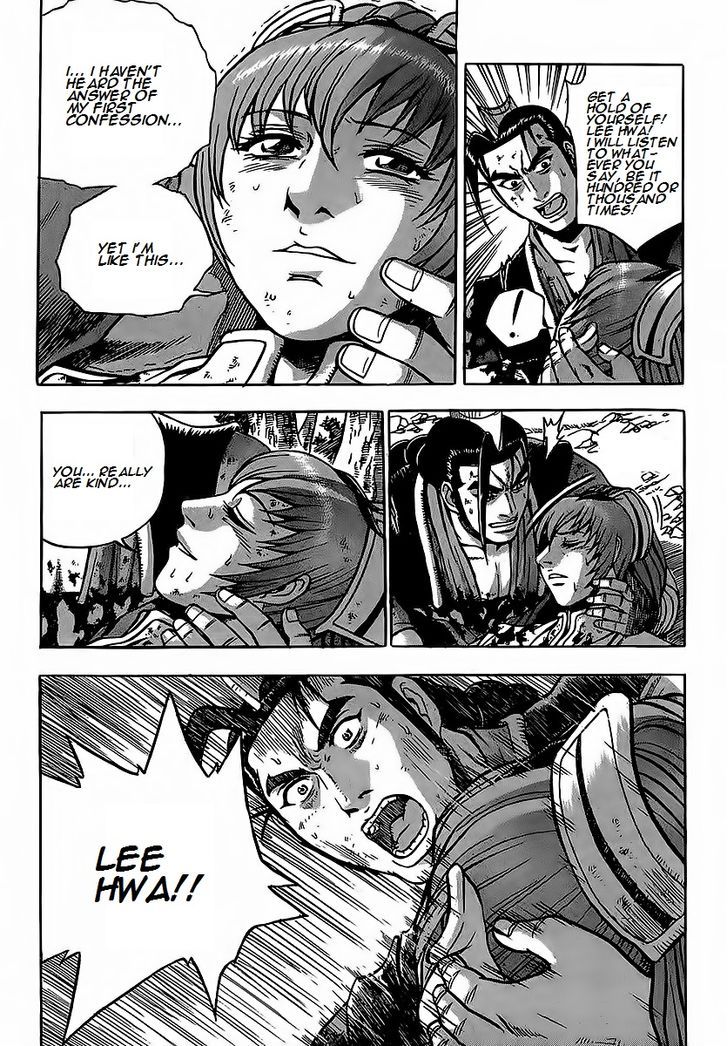 I... I HAVEN'T
HEARD THE
ANSWER OF
MY FIRST
CONFESSION...
YET I'M
LIKE THIS...
GET A
HOLD OF
YOURSELF!
LEE HWA!
I WILL LISTEN
TO WHAT-
EVER YOU
SAY, BE IT
HUNDRED OR
THOUSAND
TIMES!
!
YOU... REALLY
ARE KIND...
LEE
HWA!!